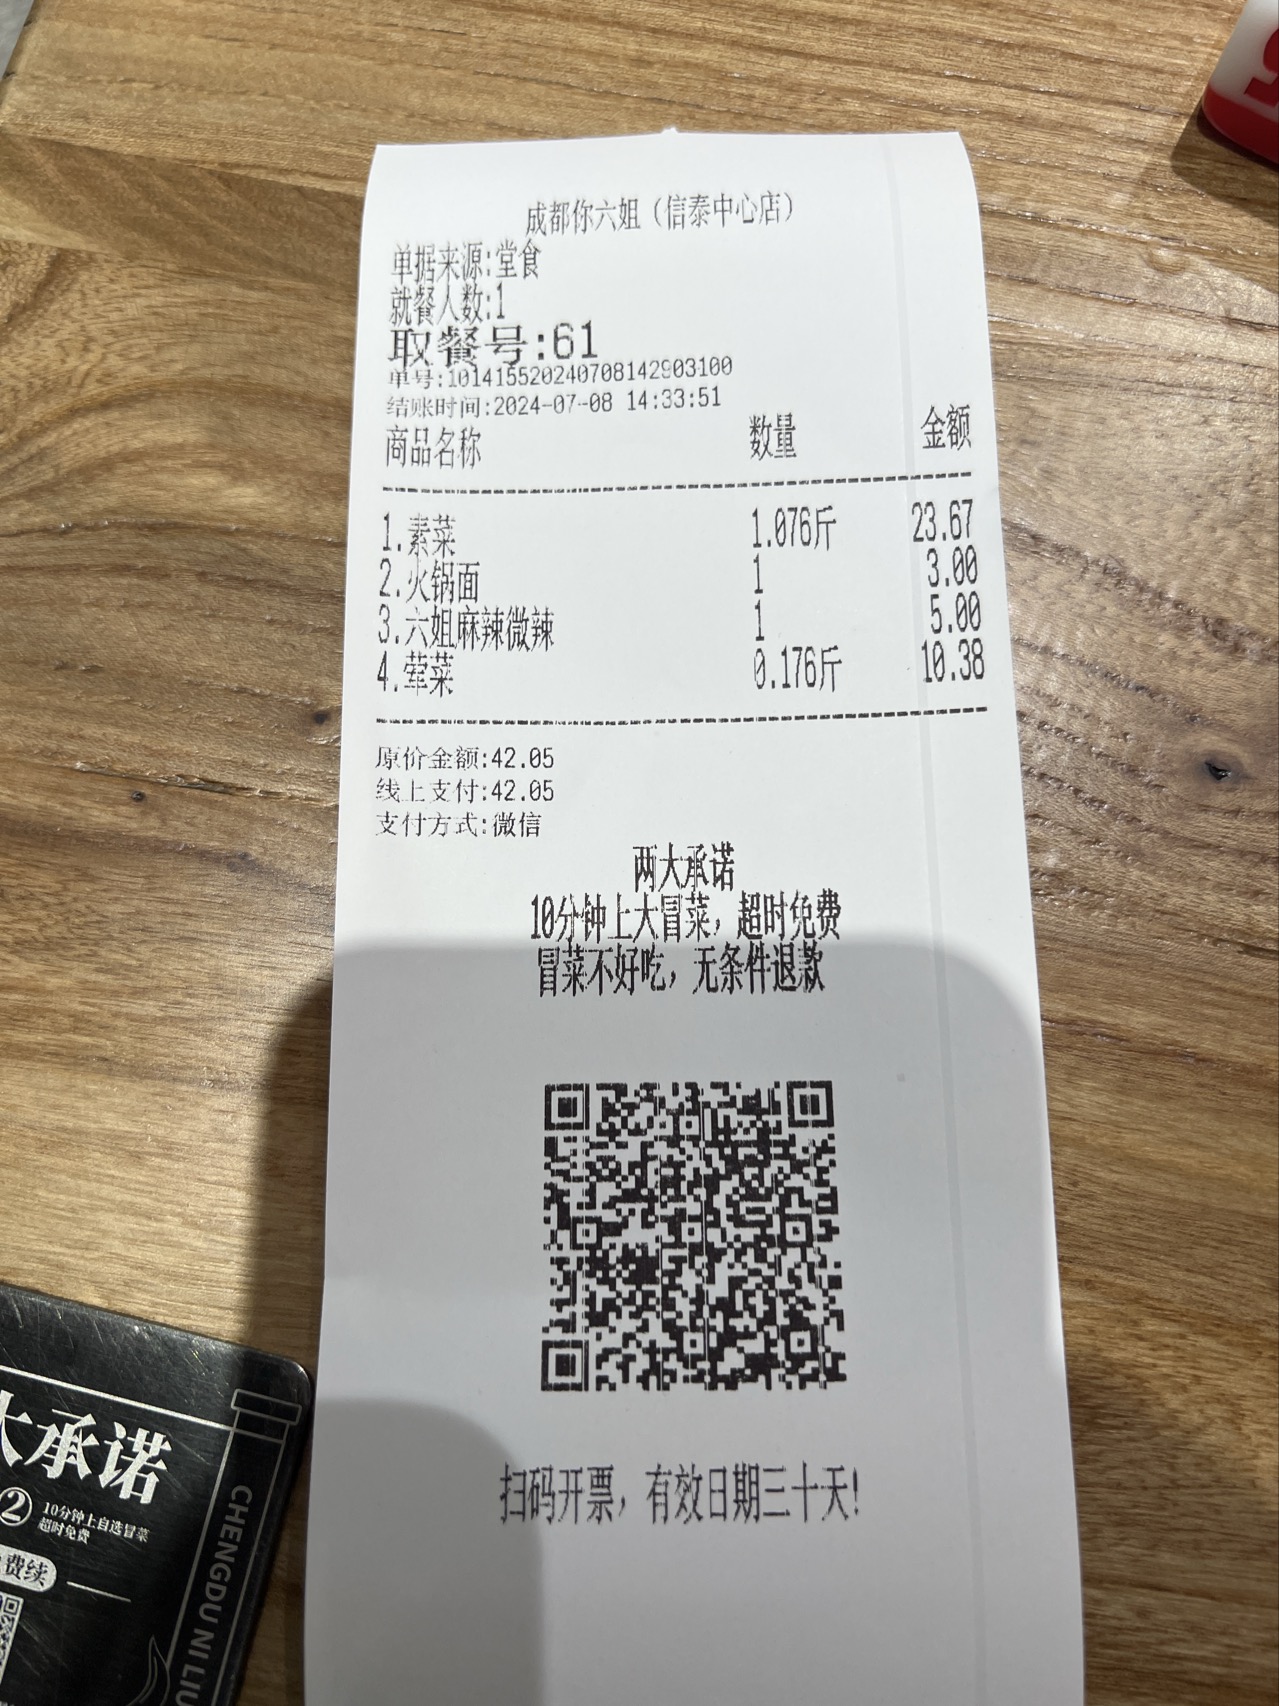 成都你六姐（信泰中心店）
单据来源:堂食
就餐人数:1
取餐号:61
单号:10141552024070814290310​0
结账时间:2024-07-08 14:33:51
商品名称 数量 金额
1.素菜 1.076斤 23.67
2.火锅面 1 3.00
3.六姐麻辣微辣 1 5.00
4.荤菜 0.176斤 10.38
原价金额:42.05
线上支付:42.05
支付方式:微信
两大承诺
10分钟上大冒菜，超时免费
冒菜不好吃，无条件退款
扫码开票，有效日期三十天!
大承诺
② 10分钟上自选冒菜
超时免费
费续
CHENGDU NI LIU